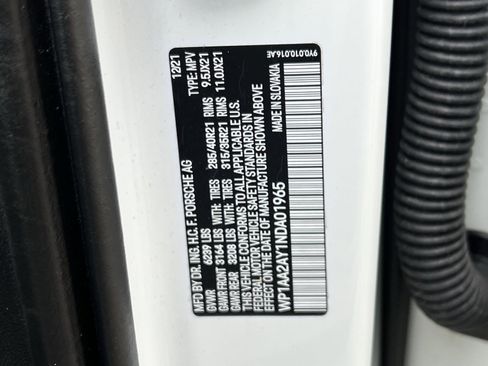 MFD BY DR. ING. H.C. F. PORSCHE AG 12/21
GVWR 6237 LBS TYPE: MPV
GAWR FRONT 3164 LBS WITH: TIRES 285/40R21 RIMS 9.5JX21
GAWR REAR 3208 LBS WITH: TIRES 315/35R21 RIMS 11.0JX21
THIS VEHICLE CONFORMS TO ALL APPLICABLE U.S.
FEDERAL MOTOR VEHICLE SAFETY STANDARDS IN
EFFECT ON THE DATE OF MANUFACTURE SHOWN ABOVE
MADE IN SLOVAKIA
WP1AA2AY1NDA01965
9Y0.010.016.AE